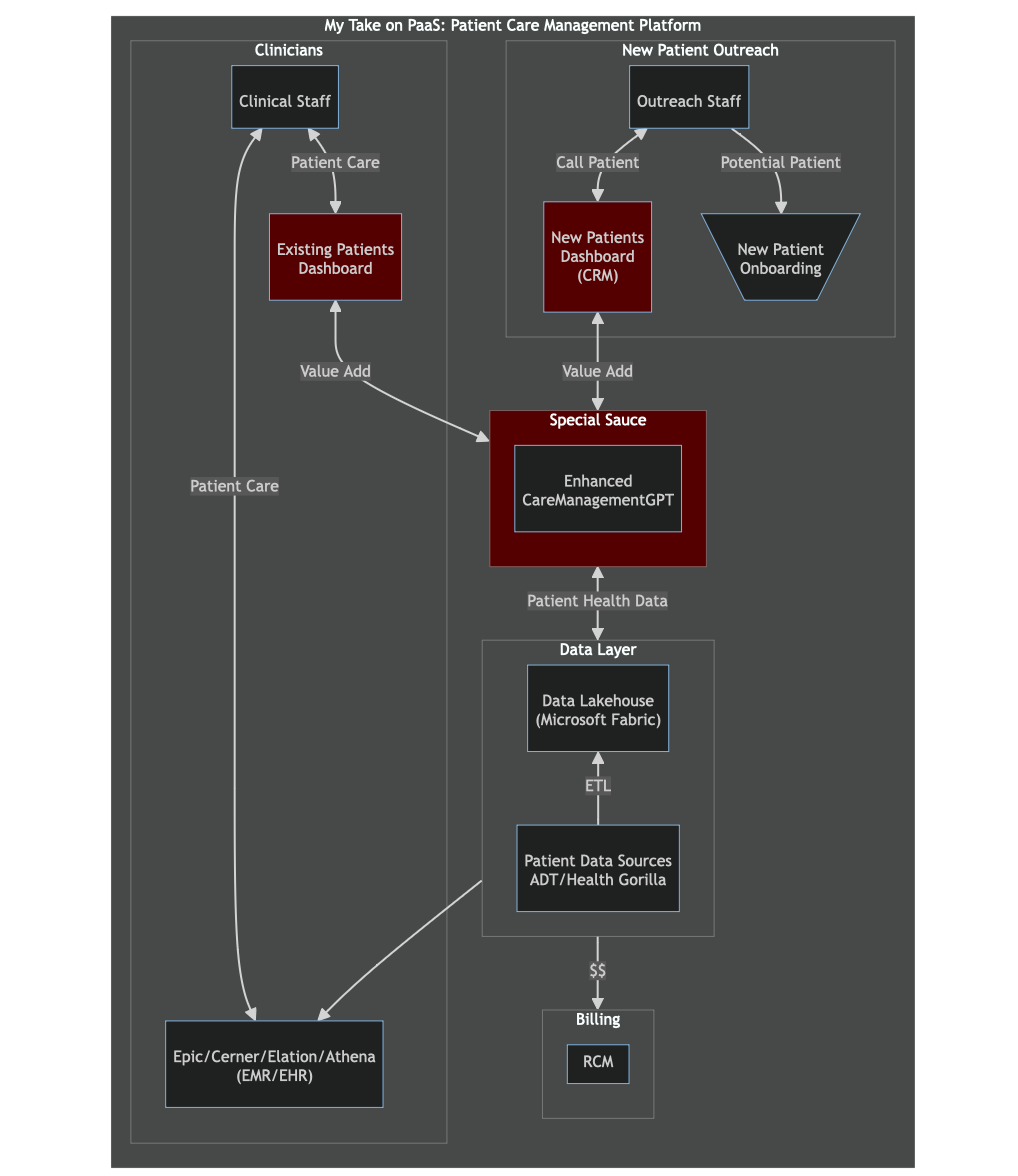 My Take on PaaS: Patient Care Management Platform
Clinicians
New Patient Outreach
Clinical Staff
Outreach Staff
Patient Care
Call Patient
Potential Patient
Existing Patients
Dashboard
New Patients
Dashboard
(CRM)
New Patient
Onboarding
Value Add
Value Add
Special Sauce
Enhanced
CareManagementGPT
Patient Care
Patient Health Data
Data Layer
Data Lakehouse
(Microsoft Fabric)
ETL
Patient Data Sources
ADT/Health Gorilla
$$
Billing
RCM
Epic/Cerner/Elation/Athena
(EMR/EHR)